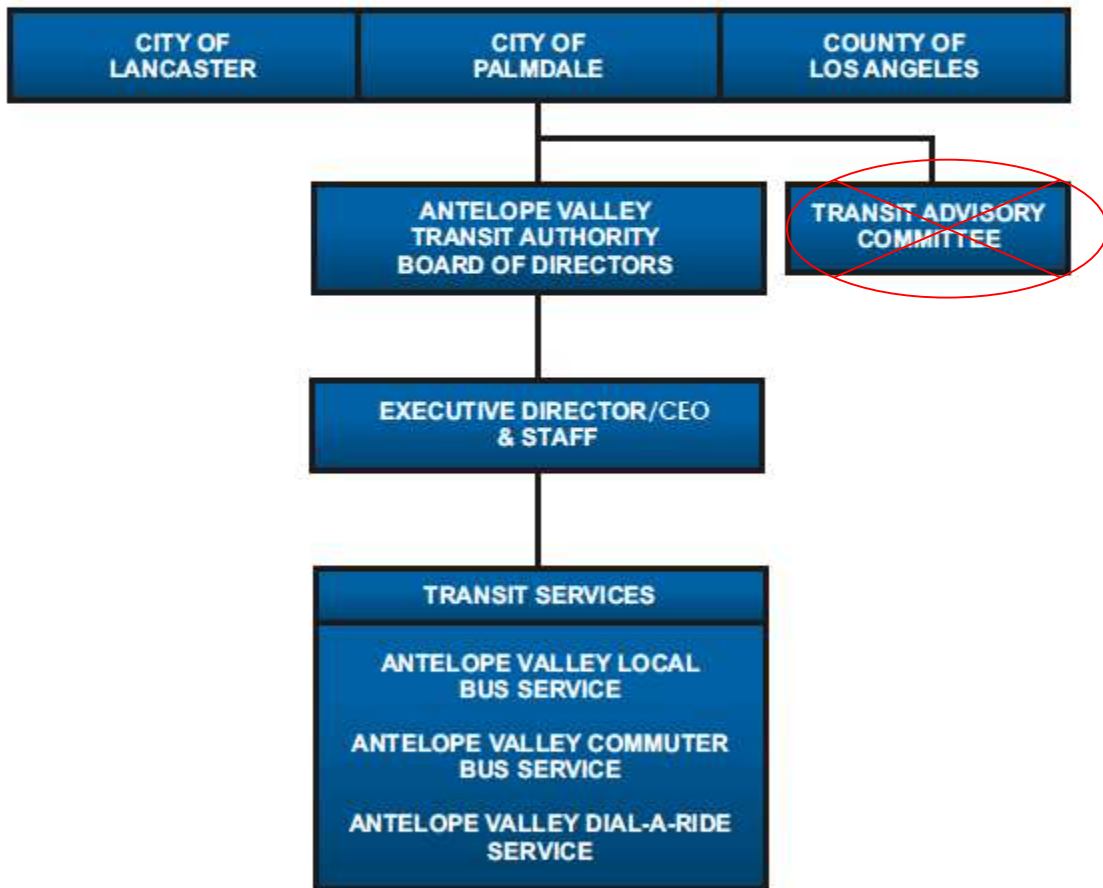 CITY OF
LANCASTER
CITY OF
PALMDALE
COUNTY OF
LOS ANGELES
ANTELOPE VALLEY
TRANSIT AUTHORITY
BOARD OF DIRECTORS
TRANSIT ADVISORY
COMMITTEE
EXECUTIVE DIRECTOR/CEO
& STAFF
TRANSIT SERVICES
ANTELOPE VALLEY LOCAL
BUS SERVICE
ANTELOPE VALLEY COMMUTER
BUS SERVICE
ANTELOPE VALLEY DIAL-A-RIDE
SERVICE